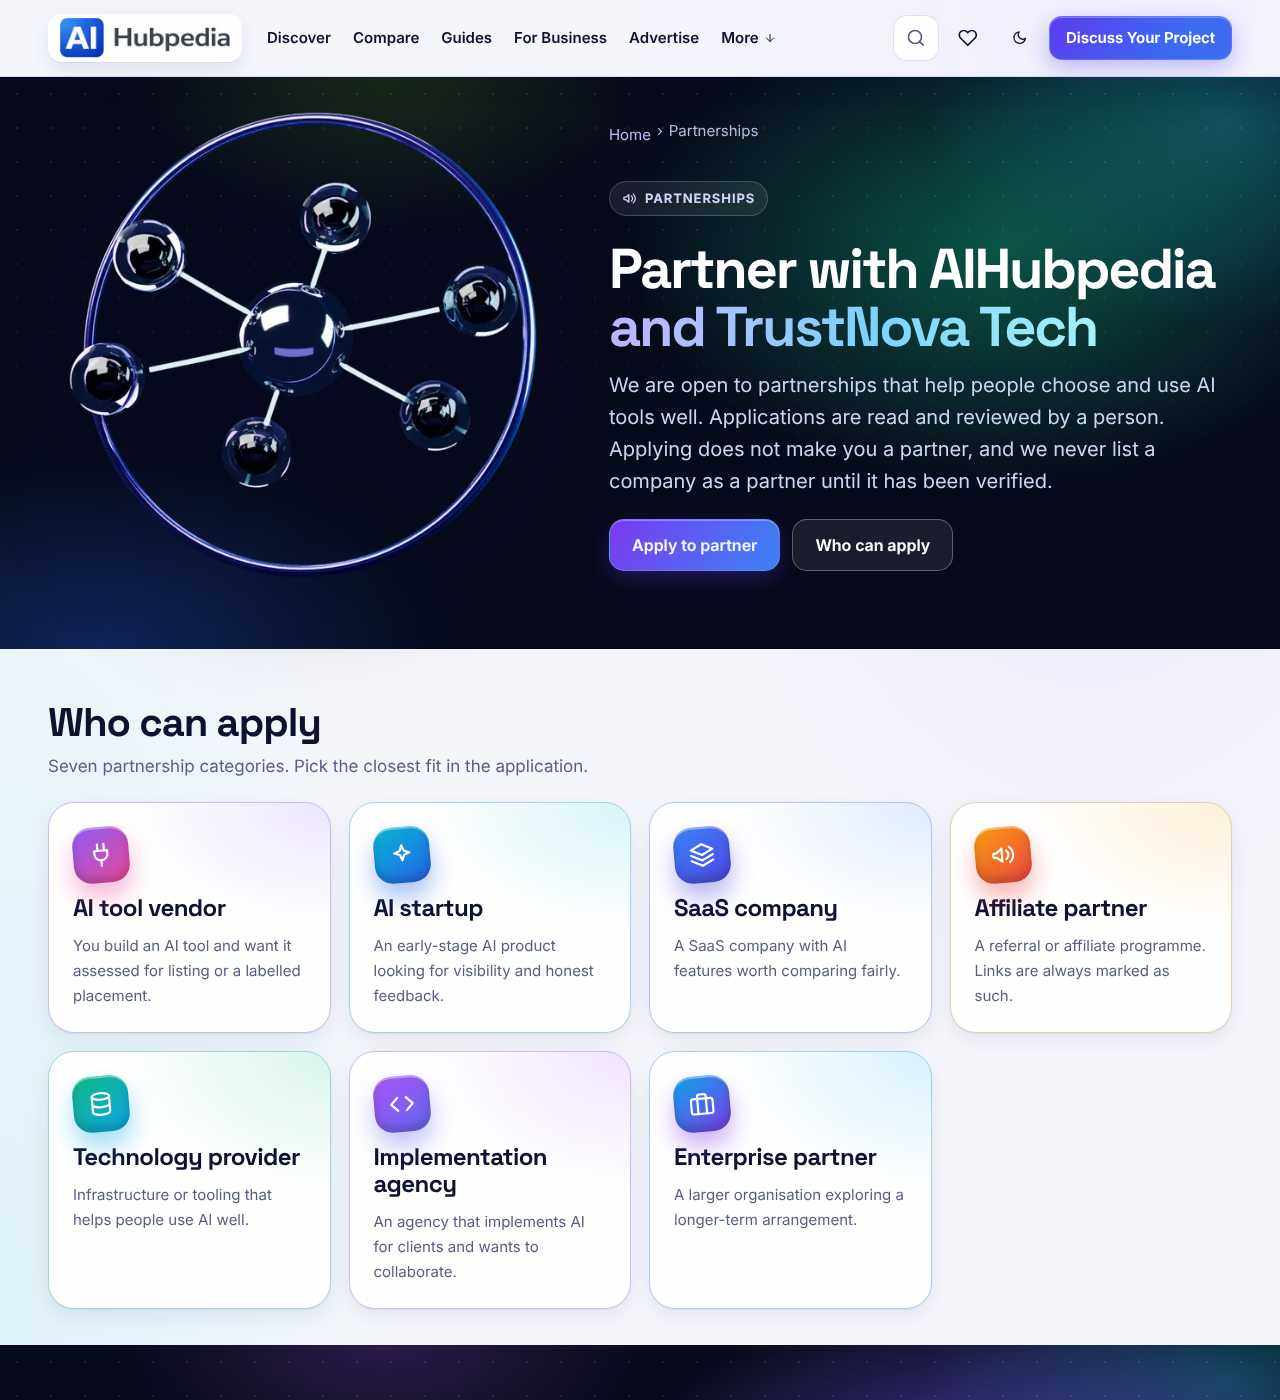 AI Hubpedia
Discover Compare Guides For Business Advertise More ↓
Discuss Your Project
Home › Partnerships
PARTNERSHIPS
Partner with AIHubpedia
and TrustNova Tech
We are open to partnerships that help people choose and use AI
tools well. Applications are read and reviewed by a person.
Applying does not make you a partner, and we never list a
company as a partner until it has been verified.
Apply to partner
Who can apply
Who can apply
Seven partnership categories. Pick the closest fit in the application.
AI tool vendor
You build an AI tool and want it
assessed for listing or a labelled
placement.
AI startup
An early-stage AI product
looking for visibility and honest
feedback.
SaaS company
A SaaS company with AI
features worth comparing fairly.
Affiliate partner
A referral or affiliate programme.
Links are always marked as
such.
Technology provider
Infrastructure or tooling that
helps people use AI well.
Implementation
agency
An agency that implements AI
for clients and wants to
collaborate.
Enterprise partner
A larger organisation exploring a
longer-term arrangement.